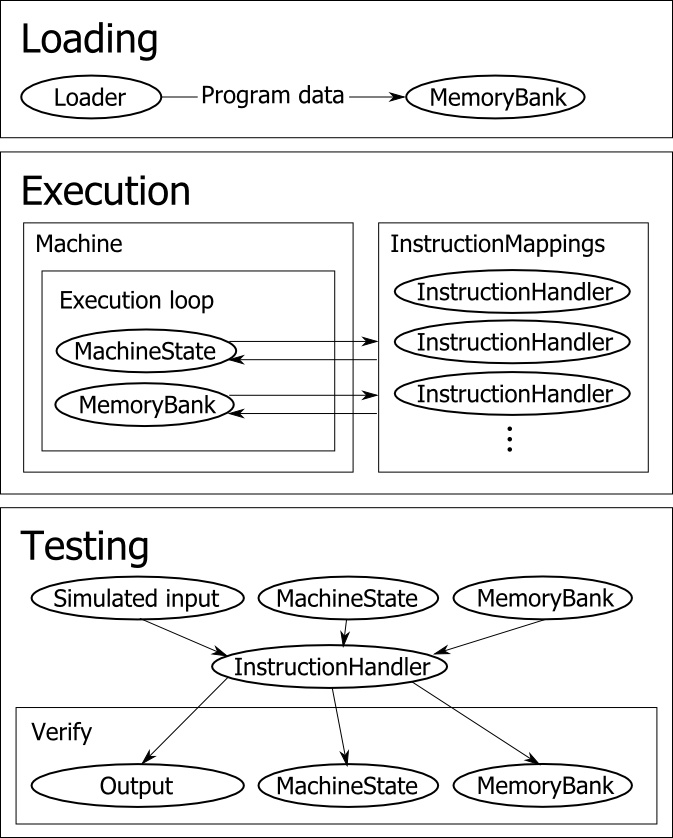 Loading
Loader
Program data
MemoryBank
Execution
Machine
InstructionMappings
Execution loop
InstructionHandler
MachineState
InstructionHandler
MemoryBank
InstructionHandler
Testing
Simulated input
MachineState
MemoryBank
InstructionHandler
Verify
Output
MachineState
MemoryBank